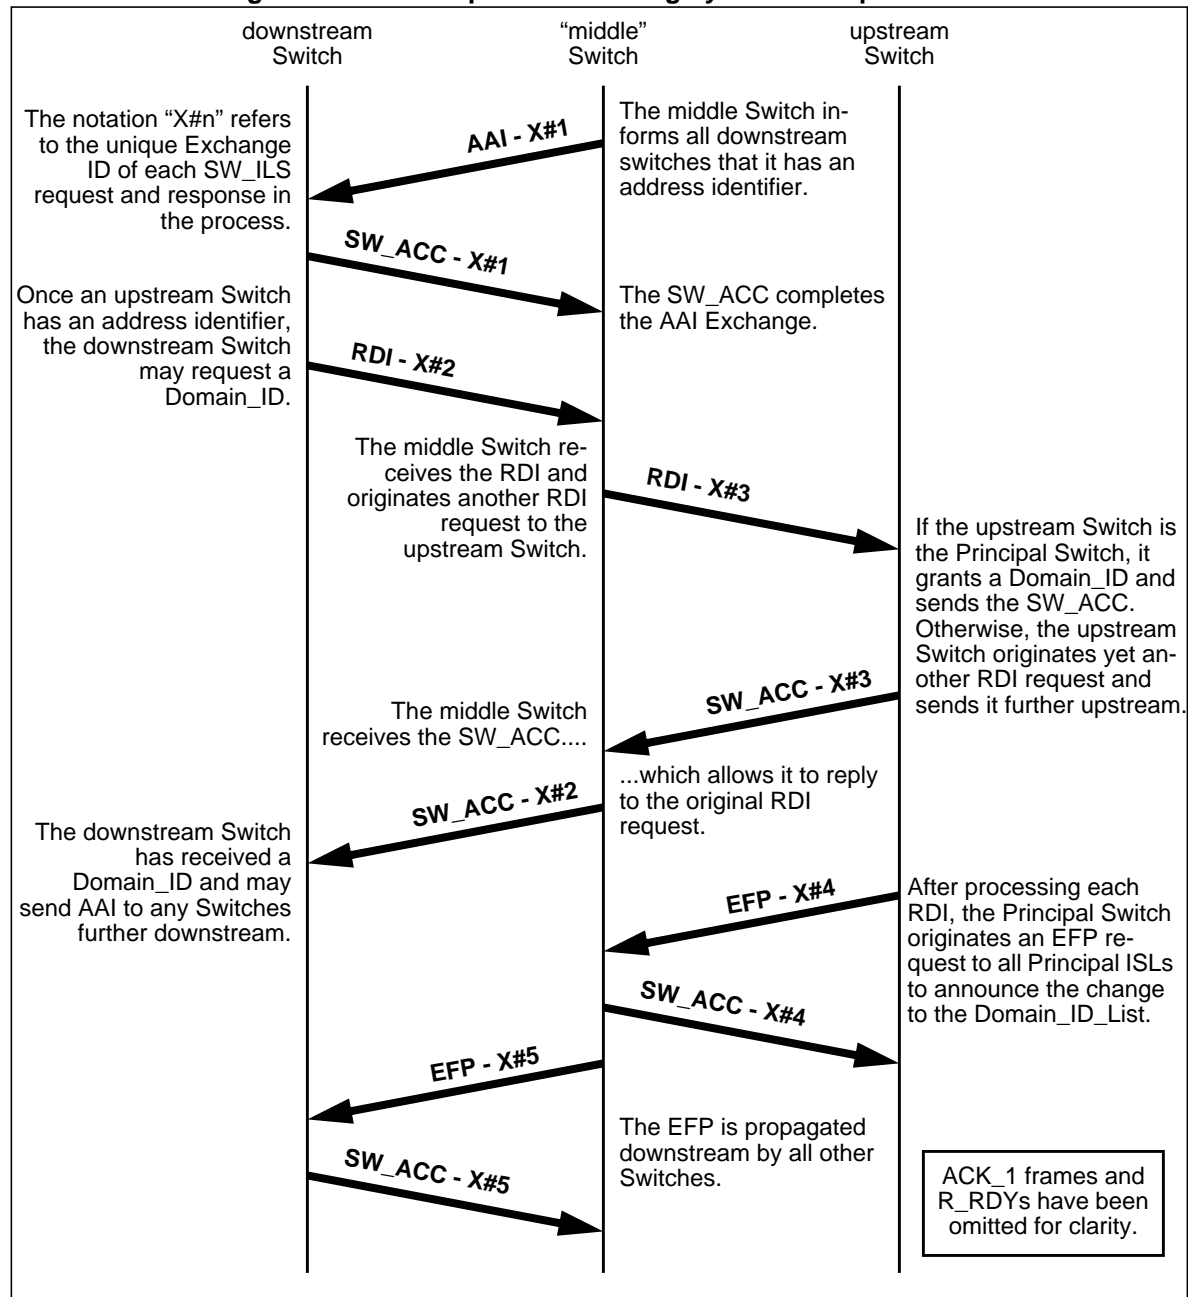 downstream
Switch
“middle”
Switch
upstream
Switch
The notation “X#n” refers
to the unique Exchange
ID of each SW_ILS
request and response in
the process.
AAI - X#1
The middle Switch in-
forms all downstream
switches that it has an
address identifier.
SW_ACC - X#1
The SW_ACC completes
the AAI Exchange.
Once an upstream Switch
has an address identifier,
the downstream Switch
may request a
Domain_ID.
RDI - X#2
The middle Switch re-
ceives the RDI and
originates another RDI
request to the
upstream Switch.
RDI - X#3
If the upstream Switch is
the Principal Switch, it
grants a Domain_ID and
sends the SW_ACC.
Otherwise, the upstream
Switch originates yet an-
other RDI request and
sends it further upstream.
SW_ACC - X#3
The middle Switch
receives the SW_ACC....
...which allows it to reply
to the original RDI
request.
SW_ACC - X#2
The downstream Switch
has received a
Domain_ID and may
send AAI to any Switches
further downstream.
EFP - X#4
After processing each
RDI, the Principal Switch
originates an EFP re-
quest to all Principal ISLs
to announce the change
to the Domain_ID_List.
SW_ACC - X#4
EFP - X#5
The EFP is propagated
downstream by all other
Switches.
SW_ACC - X#5
ACK_1 frames and
R_RDYs have been
omitted for clarity.